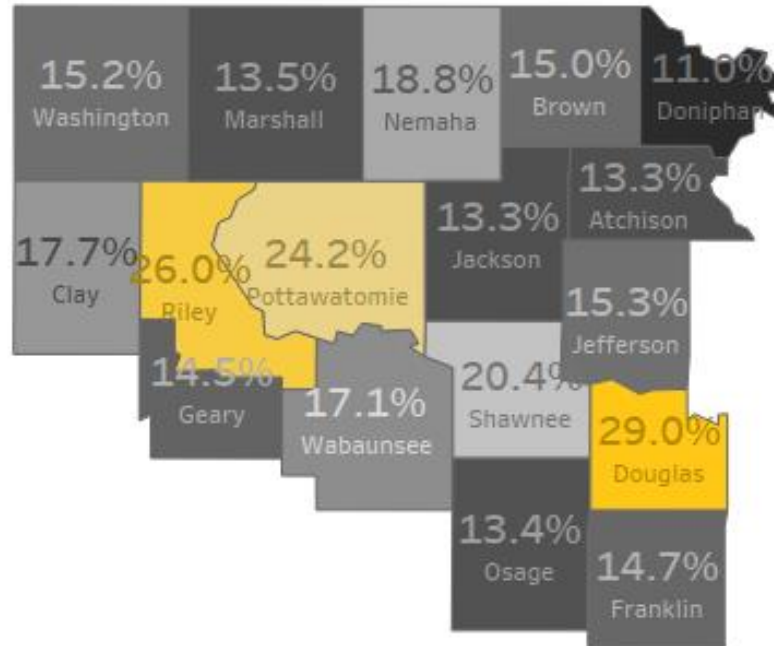 15.2%
Washington
13.5%
Marshall
18.8%
Nemaha
15.0%
Brown
11.0%
Doniphan
17.7%
Clay
26.0%
Riley
24.2%
Pottawatomie
13.3%
Jackson
13.3%
Atchison
15.3%
Jefferson
14.5%
Geary
17.1%
Wabaunsee
20.4%
Shawnee
29.0%
Douglas
13.4%
Osage
14.7%
Franklin